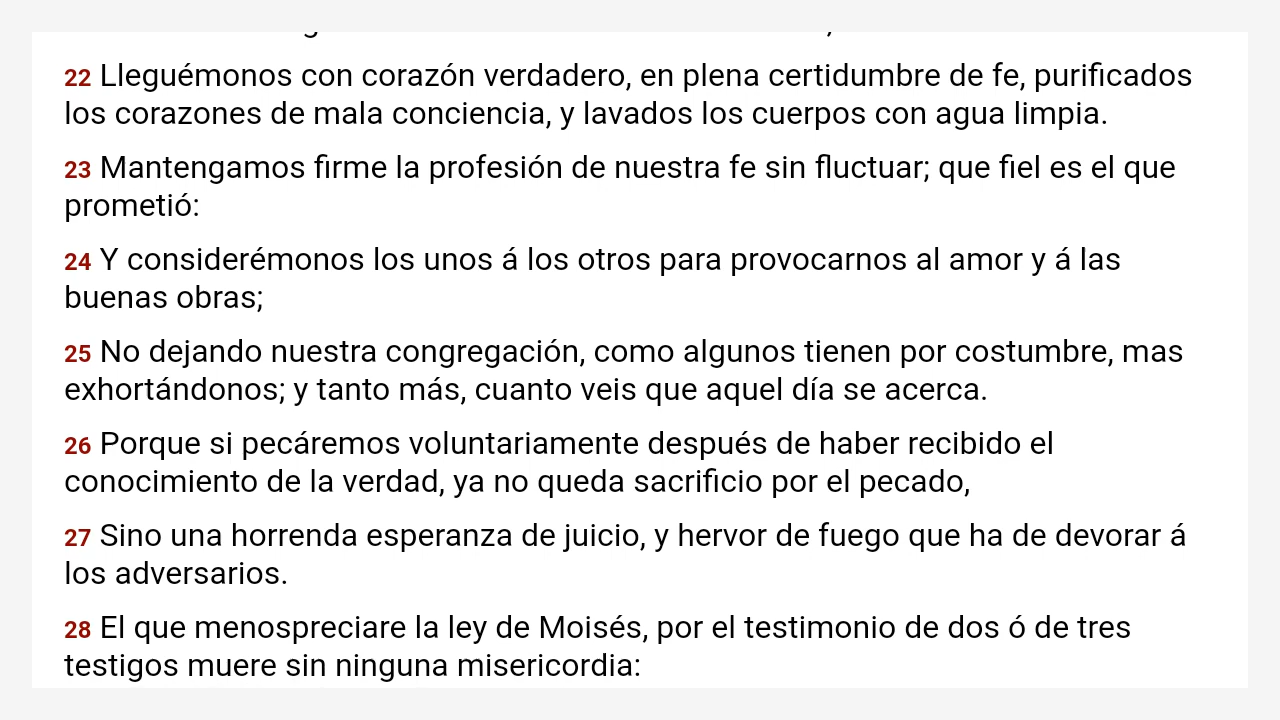 22 Lleguémonos con corazón verdadero, en plena certidumbre de fe, purificados
los corazones de mala conciencia, y lavados los cuerpos con agua limpia.
23 Mantengamos firme la profesión de nuestra fe sin fluctuar; que fiel es el que
prometió:
24 Y considerémonos los unos á los otros para provocarnos al amor y á las
buenas obras;
25 No dejando nuestra congregación, como algunos tienen por costumbre, mas
exhortándonos; y tanto más, cuanto veis que aquel día se acerca.
26 Porque si pecáremos voluntariamente después de haber recibido el
conocimiento de la verdad, ya no queda sacrificio por el pecado,
27 Sino una horrenda esperanza de juicio, y hervor de fuego que ha de devorar á
los adversarios.
28 El que menospreciare la ley de Moisés, por el testimonio de dos ó de tres
testigos muere sin ninguna misericordia: